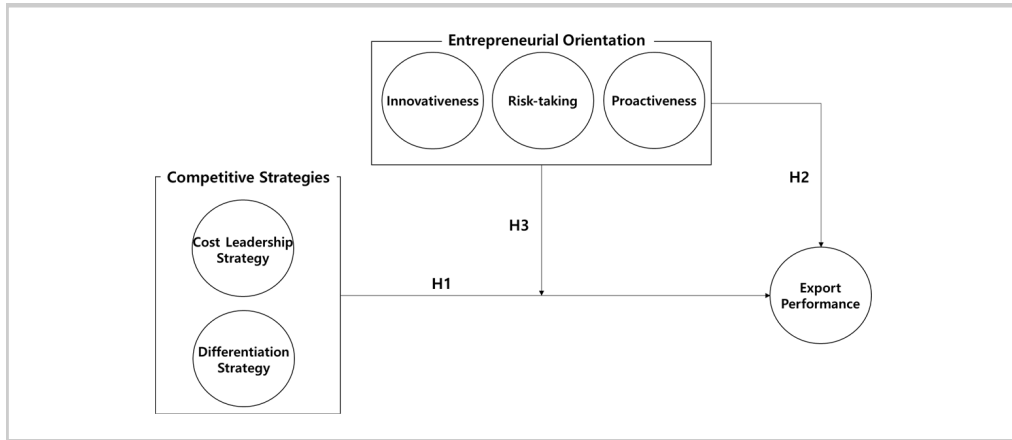 Entrepreneurial Orientation
Innovativeness
Risk-taking
Proactiveness
Competitive Strategies
H2
Cost Leadership
Strategy
H3
H1
Export
Performance
Differentiation
Strategy